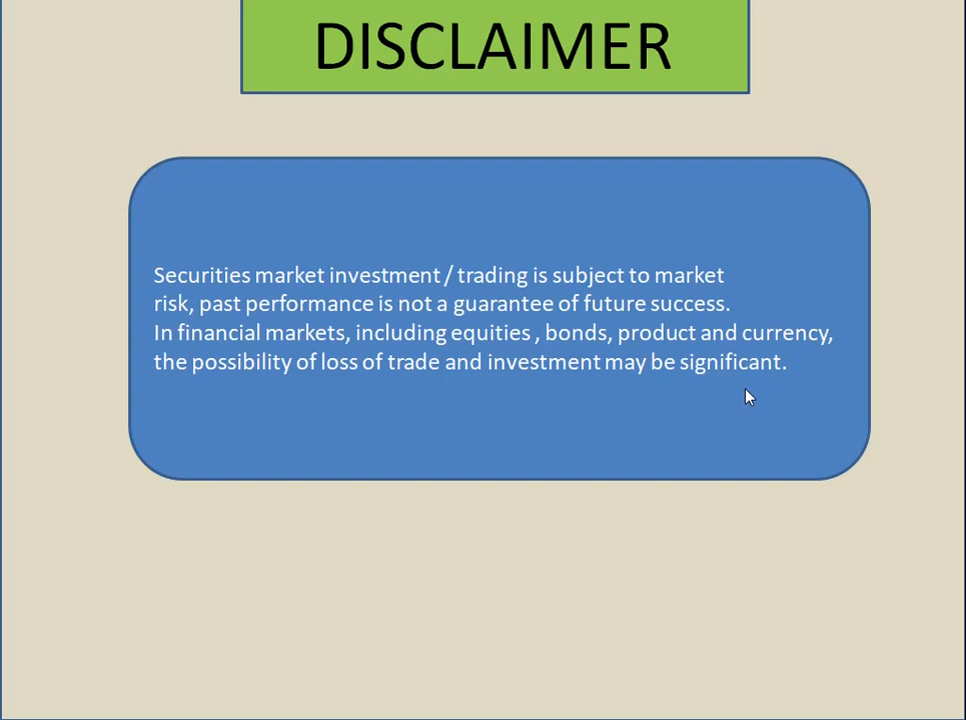 DISCLAIMER
Securities market investment / trading is subject to market
risk, past performance is not a guarantee of future success.
In financial markets, including equities , bonds, product and currency,
the possibility of loss of trade and investment may be significant.